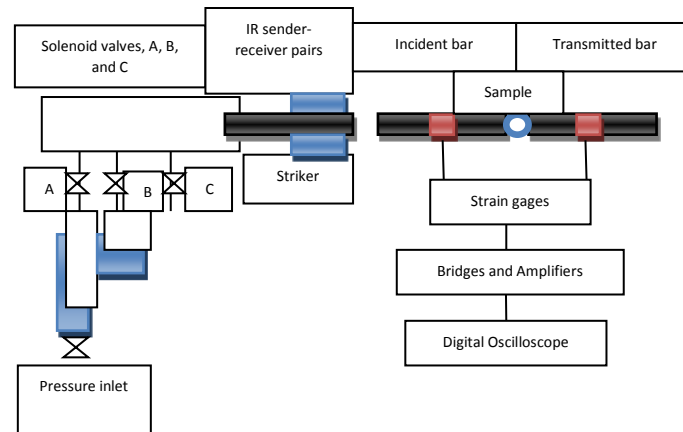 Solenoid valves, A, B,
and C
IR sender-
receiver pairs
Incident bar
Transmitted bar
Sample
A
B
C
Striker
Strain gages
Bridges and Amplifiers
Digital Oscilloscope
Pressure inlet